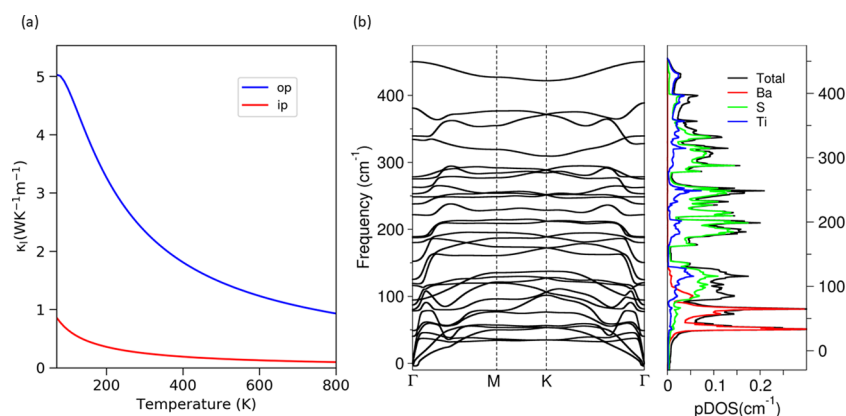 (a)
(b)
κₗ(WK⁻¹m⁻¹)
5
4
3
2
1
0
200
400
600
800
Temperature (K)
op
ip
Frequency (cm⁻¹)
400
300
200
100
0
Γ
M
K
Γ
Total
Ba
S
Ti
400
300
200
100
0
0
0.1
0.2
pDOS(cm⁻¹)